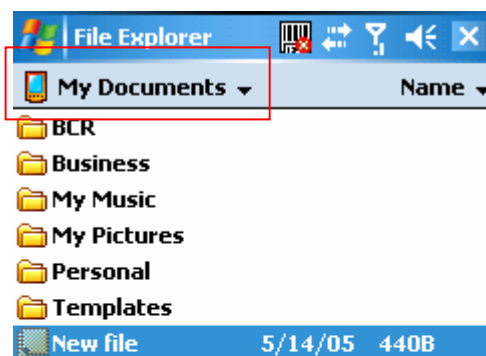 File Explorer
My Documents Name
BCR
Business
My Music
My Pictures
Personal
Templates
New file 5/14/05 440B